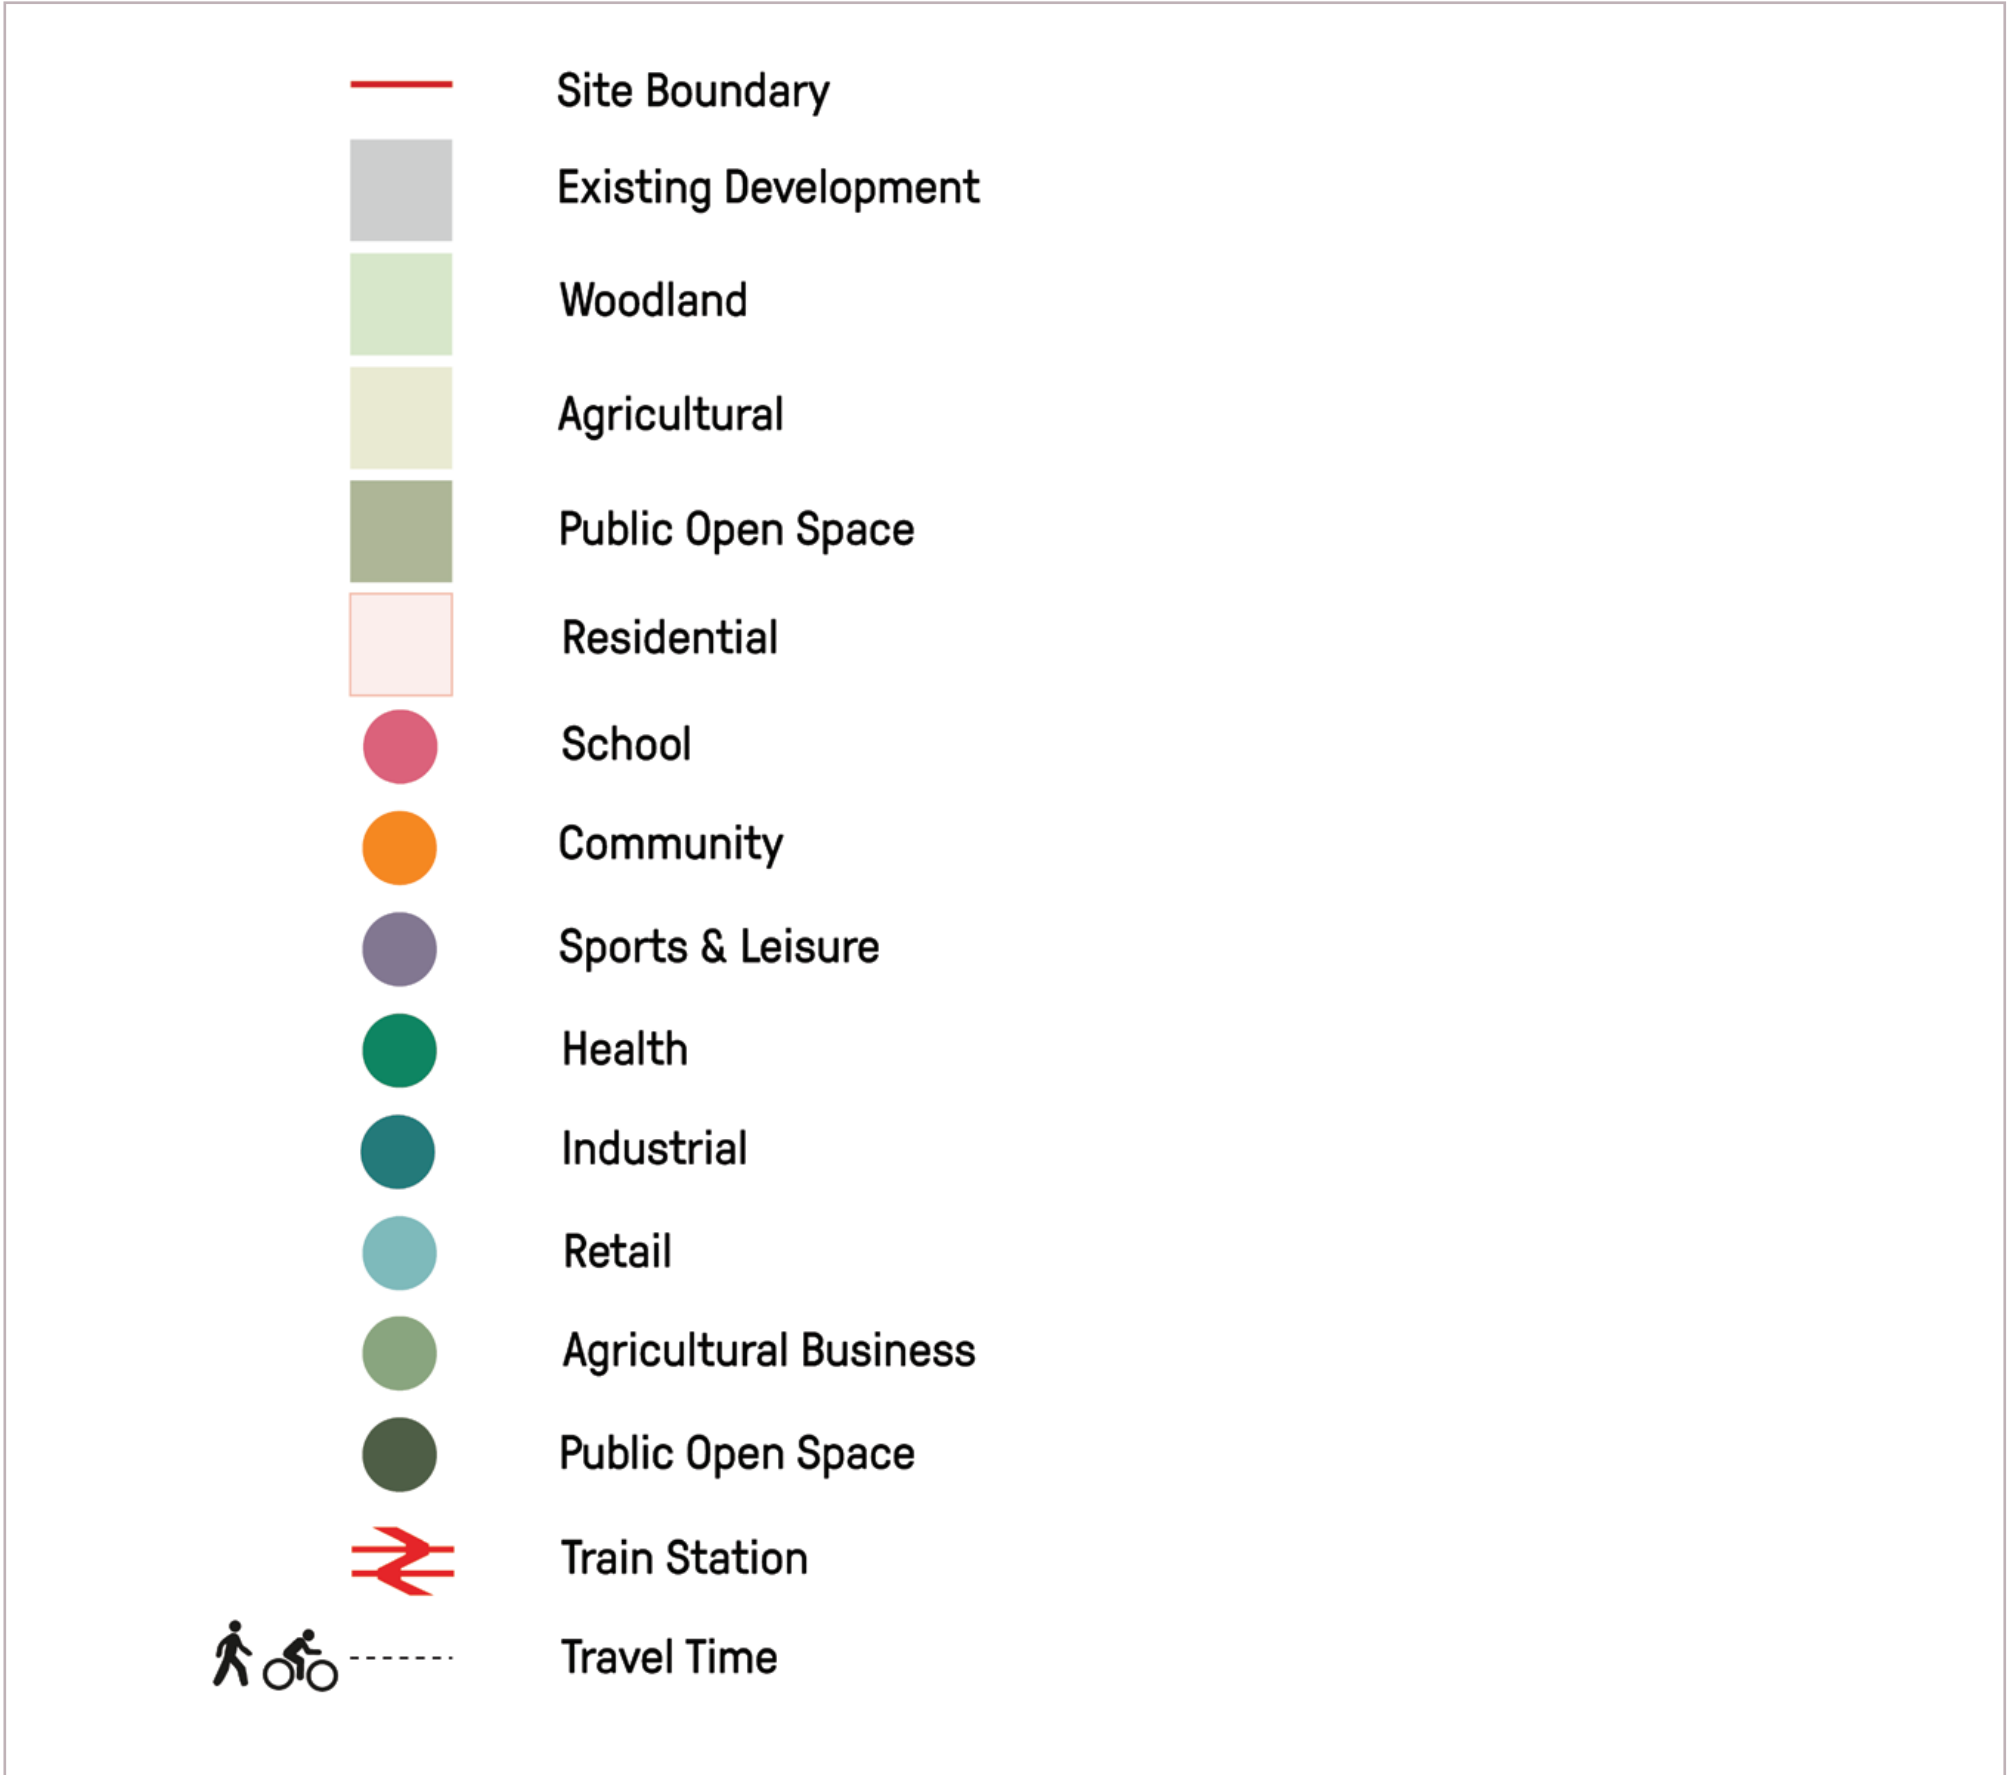 Site Boundary
Existing Development
Woodland
Agricultural
Public Open Space
Residential
School
Community
Sports & Leisure
Health
Industrial
Retail
Agricultural Business
Public Open Space
Train Station
Travel Time